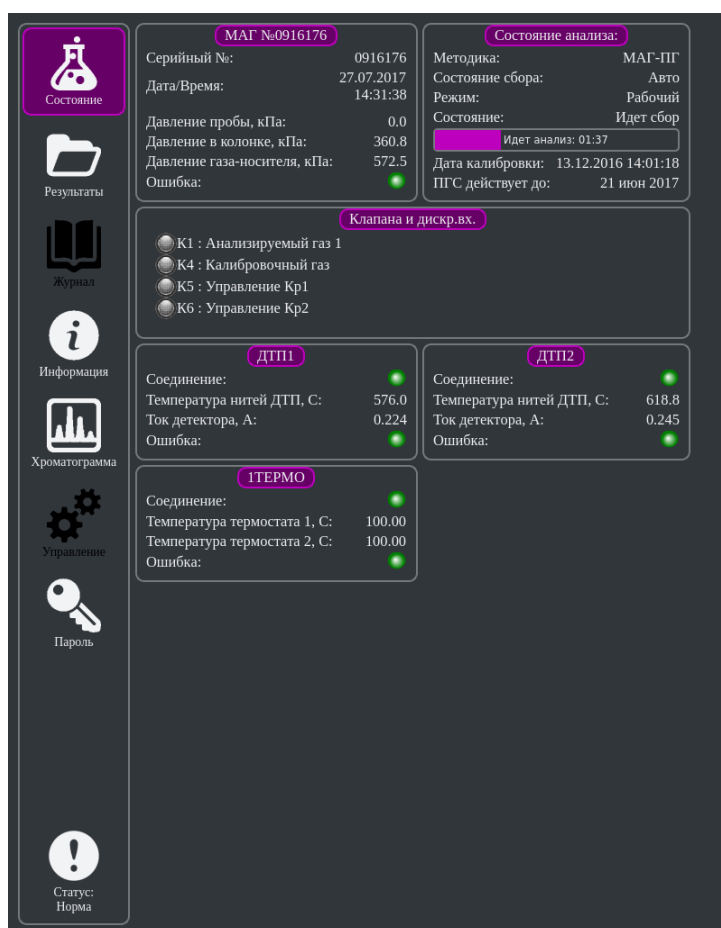 Состояние
Результаты
Журнал
Информация
Хроматограмма
Управление
Пароль
Статус:
Норма
МАГ №0916176
Серийный №: 0916176
Дата/Время: 27.07.2017
14:31:38
Давление пробы, кПа: 0.0
Давление в колонке, кПа: 360.8
Давление газа-носителя, кПа: 572.5
Ошибка:
Состояние анализа:
Методика: МАГ-ПГ
Состояние сбора: Авто
Режим: Рабочий
Состояние: Идет сбор
Идет анализ: 01:37
Дата калибровки: 13.12.2016 14:01:18
ПГС действует до: 21 июн 2017
Клапана и дискр.вх.
К1 : Анализируемый газ 1
К4 : Калибровочный газ
К5 : Управление Кр1
К6 : Управление Кр2
ДТП1
Соединение:
Температура нитей ДТП, С: 576.0
Ток детектора, А: 0.224
Ошибка:
ДТП2
Соединение:
Температура нитей ДТП, С: 618.8
Ток детектора, А: 0.245
Ошибка:
1ТЕРМО
Соединение:
Температура термостата 1, С: 100.00
Температура термостата 2, С: 100.00
Ошибка: